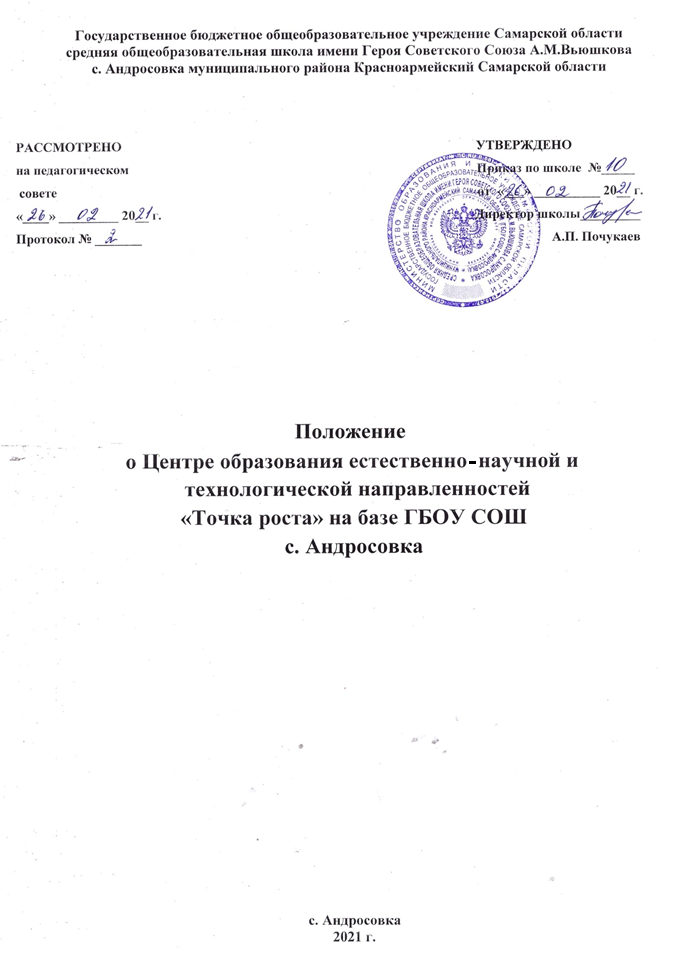 Государственное бюджетное общеобразовательное учреждение Самарской области
средняя общеобразовательная школа имени Героя Советского Союза А.М.Вьюшкова
с. Андросовка муниципального района Красноармейский Самарской области
РАССМОТРЕНО
на педагогическом
совете
« 26 » 02 2021г.
Протокол № 2
УТВЕРЖДЕНО
Приказ по школе № 10
от « 26 » 02 2021 г.
Директор школы
А.П. Почукаев
Положение
о Центре образования естественно-научной и
технологической направленностей
«Точка роста» на базе ГБОУ СОШ
с. Андросовка
с. Андросовка
2021 г.